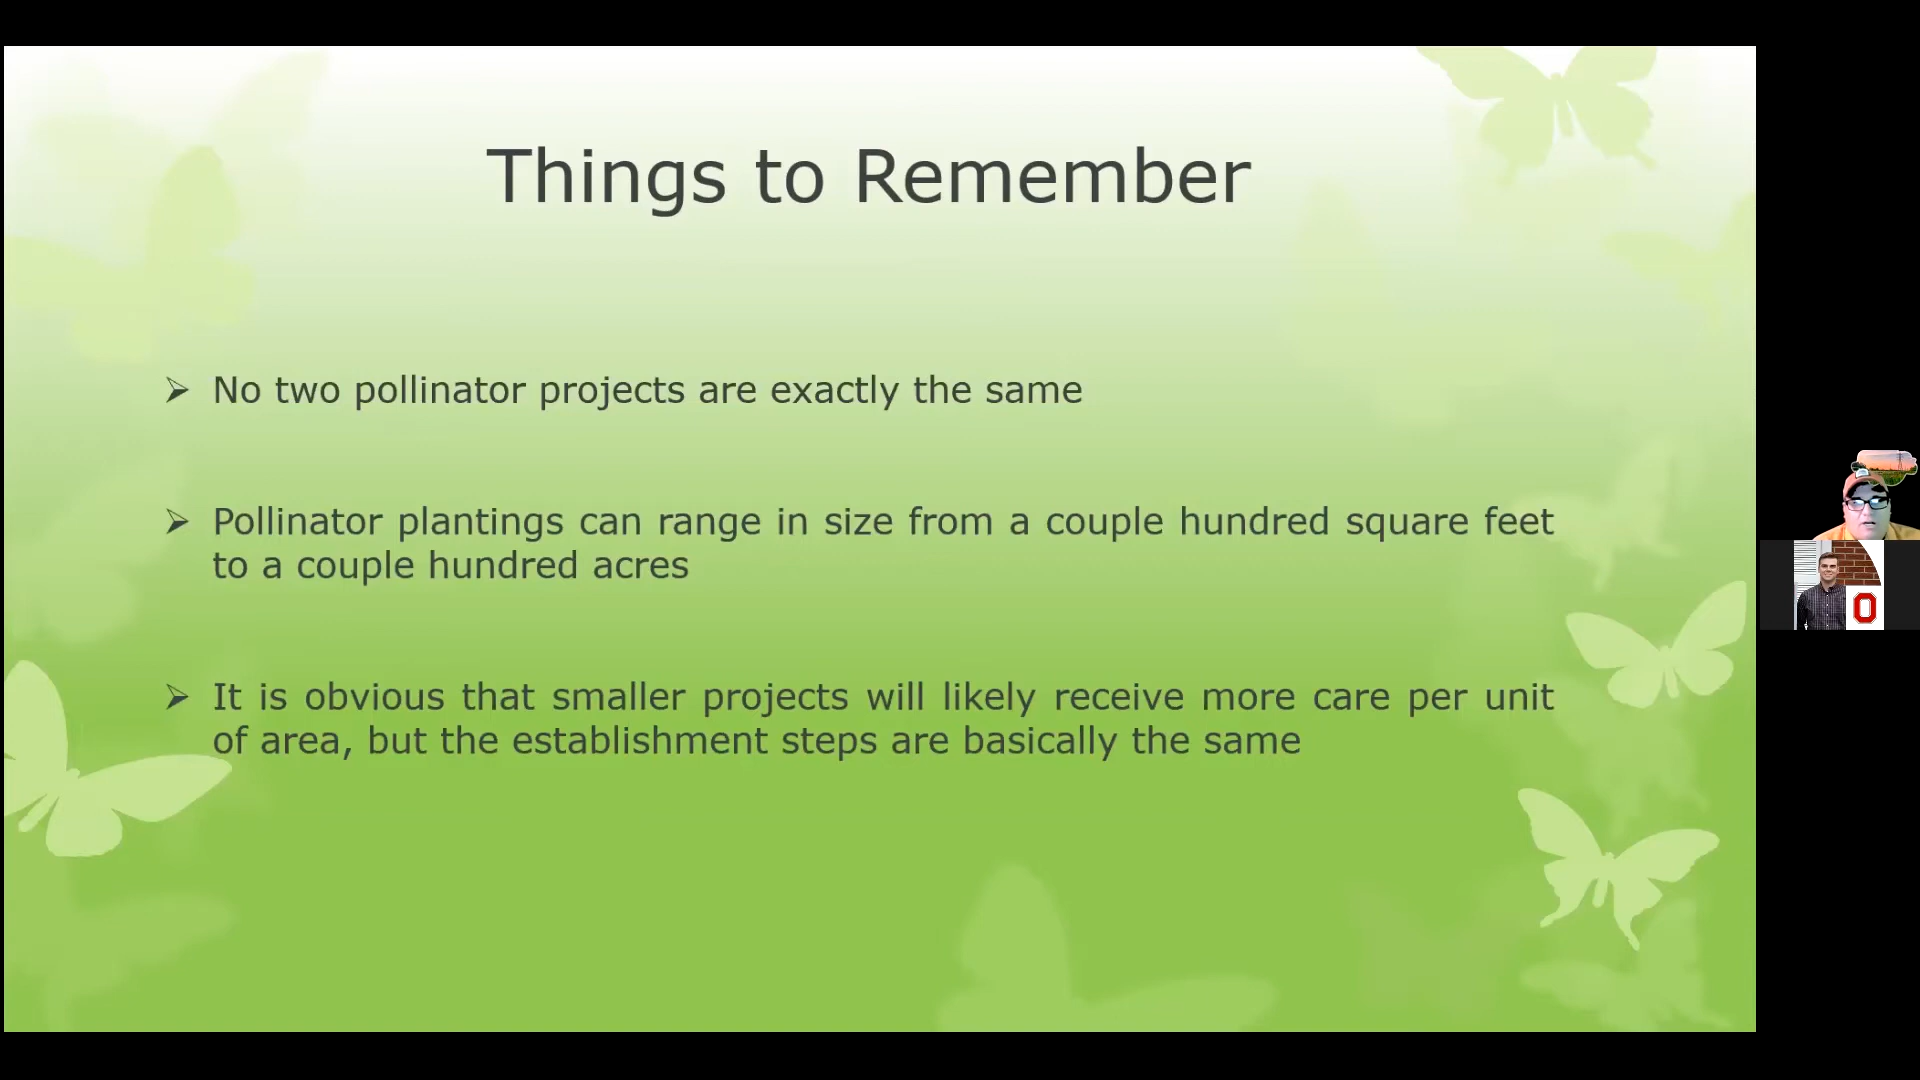 Things to Remember
No two pollinator projects are exactly the same
Pollinator plantings can range in size from a couple hundred square feet
to a couple hundred acres
It is obvious that smaller projects will likely receive more care per unit
of area, but the establishment steps are basically the same
O